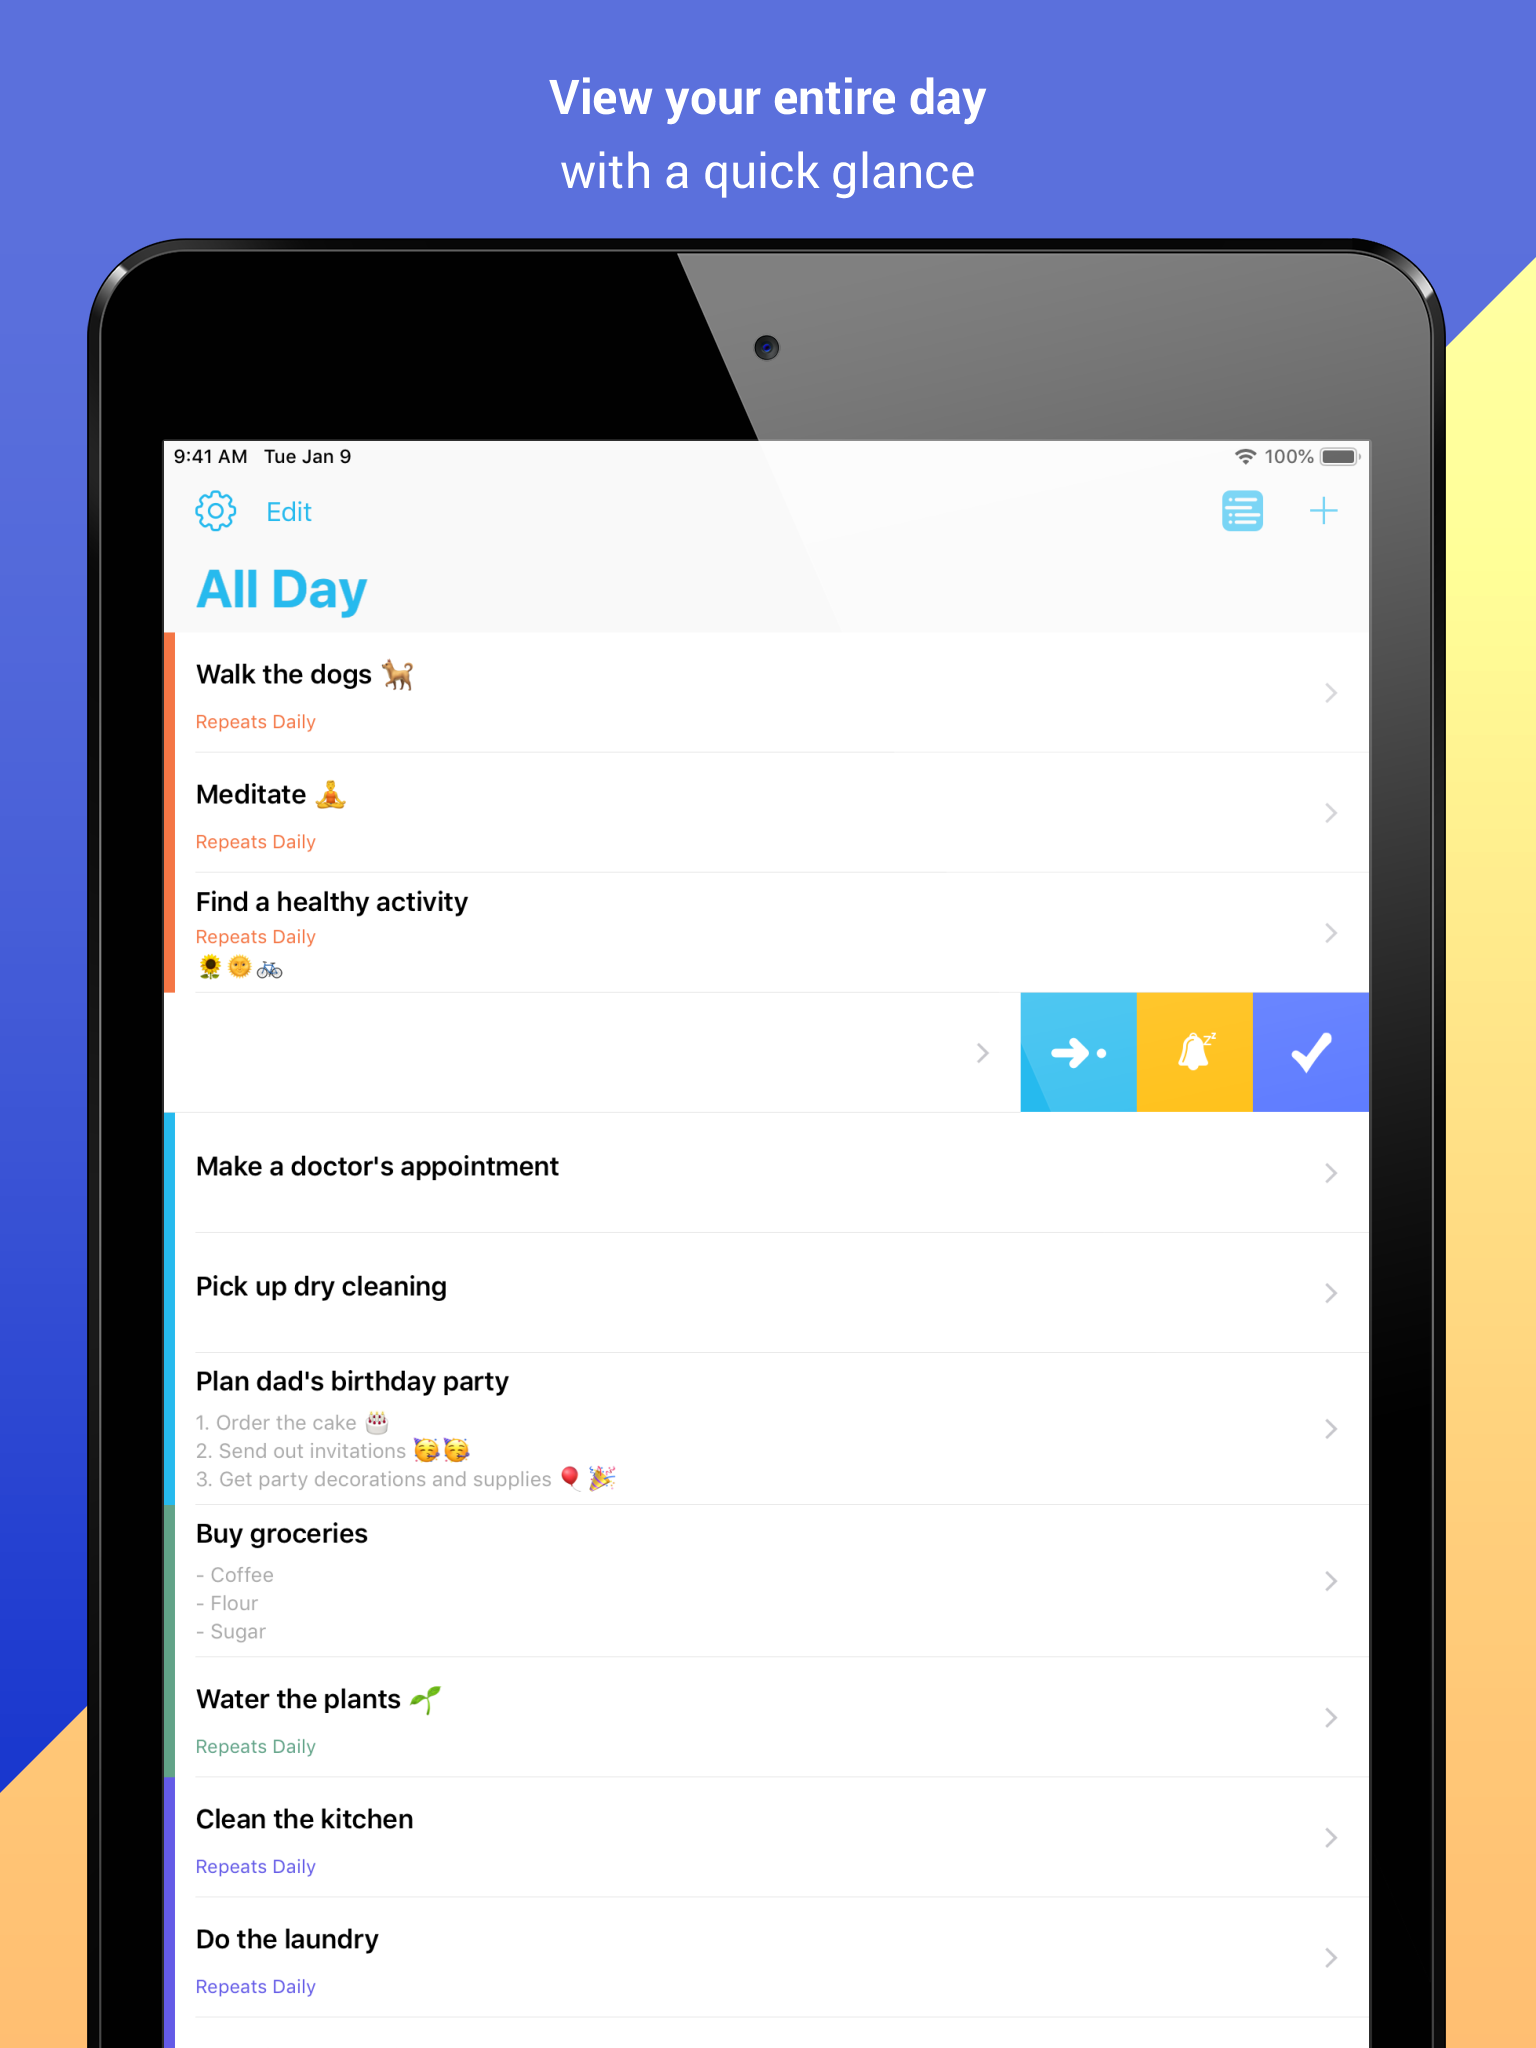 View your entire day
with a quick glance
9:41 AM Tue Jan 9 100%
Edit
All Day
Walk the dogs 🐕
Repeats Daily
Meditate 🧘
Repeats Daily
Find a healthy activity
Repeats Daily
🌻🌞🚲
Make a doctor's appointment
Pick up dry cleaning
Plan dad's birthday party
1. Order the cake 🎂
2. Send out invitations 🥳🥳
3. Get party decorations and supplies 🎈🎉
Buy groceries
- Coffee
- Flour
- Sugar
Water the plants 🌱
Repeats Daily
Clean the kitchen
Repeats Daily
Do the laundry
Repeats Daily